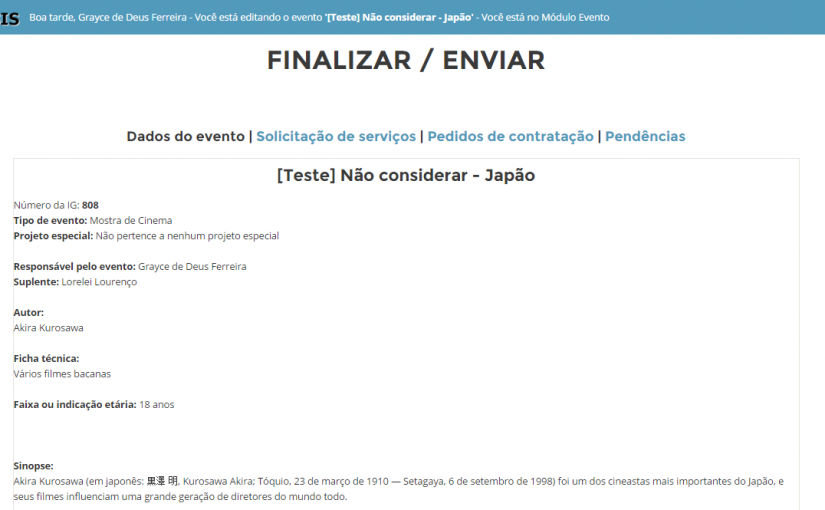 IS Boa tarde, Grayce de Deus Ferreira - Você está editando o evento '[Teste] Não considerar - Japão' - Você está no Módulo Evento
FINALIZAR / ENVIAR
Dados do evento | Solicitação de serviços | Pedidos de contratação | Pendências
[Teste] Não considerar - Japão
Número da IG: 808
Tipo de evento: Mostra de Cinema
Projeto especial: Não pertence a nenhum projeto especial
Responsável pelo evento: Grayce de Deus Ferreira
Suplente: Lorelei Lourenço
Autor:
Akira Kurosawa
Ficha técnica:
Vários filmes bacanas
Faixa ou indicação etária: 18 anos
Sinopse:
Akira Kurosawa (em japonês: 黒澤 明, Kurosawa Akira; Tóquio, 23 de março de 1910 — Setagaya, 6 de setembro de 1998) foi um dos cineastas mais importantes do Japão, e
seus filmes influenciam uma grande geração de diretores do mundo todo.